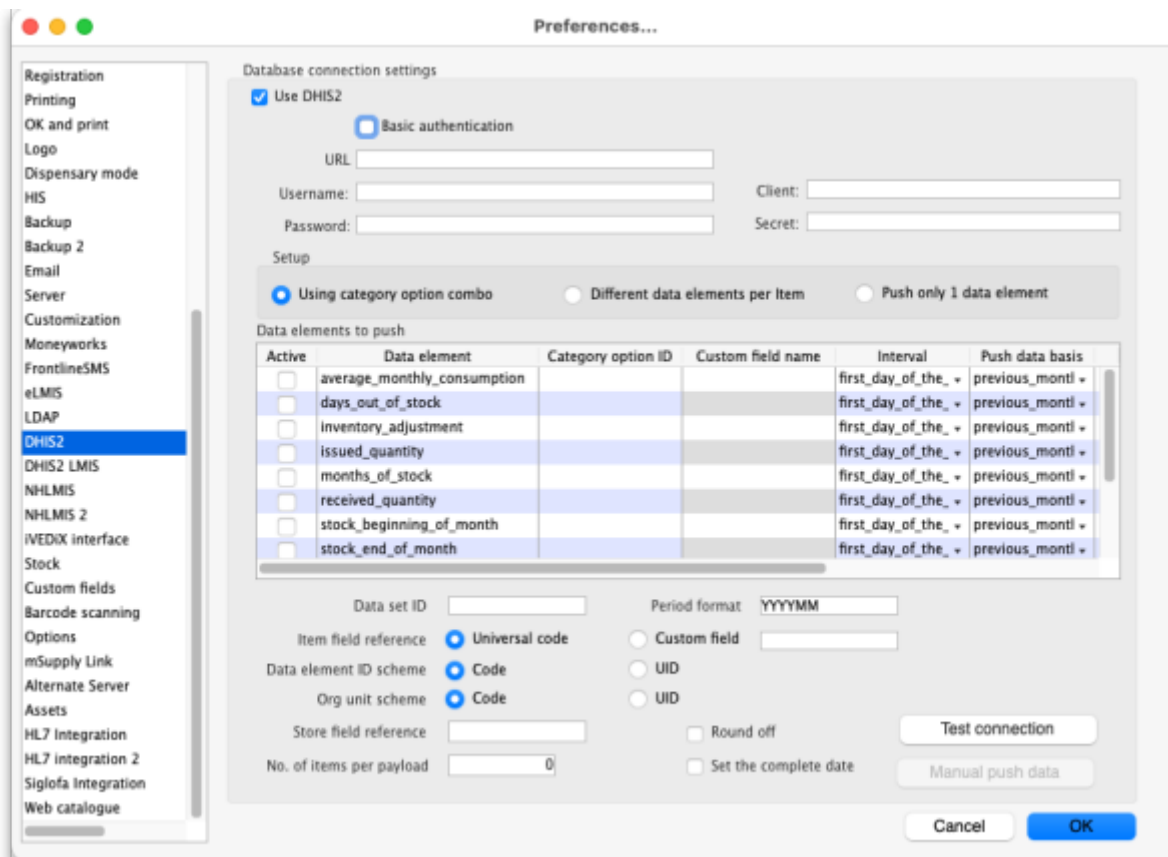 Preferences...
Registration
Printing
OK and print
Logo
Dispensary mode
HIS
Backup
Backup 2
Email
Server
Customization
Moneyworks
FrontlineSMS
eLMIS
LDAP
DHIS2
DHIS2 LMIS
NHLMIS
NHLMIS 2
iVEDiX interface
Stock
Custom fields
Barcode scanning
Options
mSupply Link
Alternate Server
Assets
HL7 Integration
HL7 integration 2
Siglofa Integration
Web catalogue
Database connection settings
Use DHIS2
Basic authentication
URL
Username: Client:
Password: Secret:
Setup
Using category option combo Different data elements per Item Push only 1 data element
Data elements to push
Active Data element Category option ID Custom field name Interval Push data basis
average_monthly_consumption first_day_of_the_ previous_montl
days_out_of_stock first_day_of_the_ previous_montl
inventory_adjustment first_day_of_the_ previous_montl
issued_quantity first_day_of_the_ previous_montl
months_of_stock first_day_of_the_ previous_montl
received_quantity first_day_of_the_ previous_montl
stock_beginning_of_month first_day_of_the_ previous_montl
stock_end_of_month first_day_of_the_ previous_montl
Data set ID Period format YYYYMM
Item field reference Universal code Custom field
Data element ID scheme Code UID
Org unit scheme Code UID
Store field reference Round off Test connection
No. of items per payload 0 Set the complete date Manual push data
Cancel OK